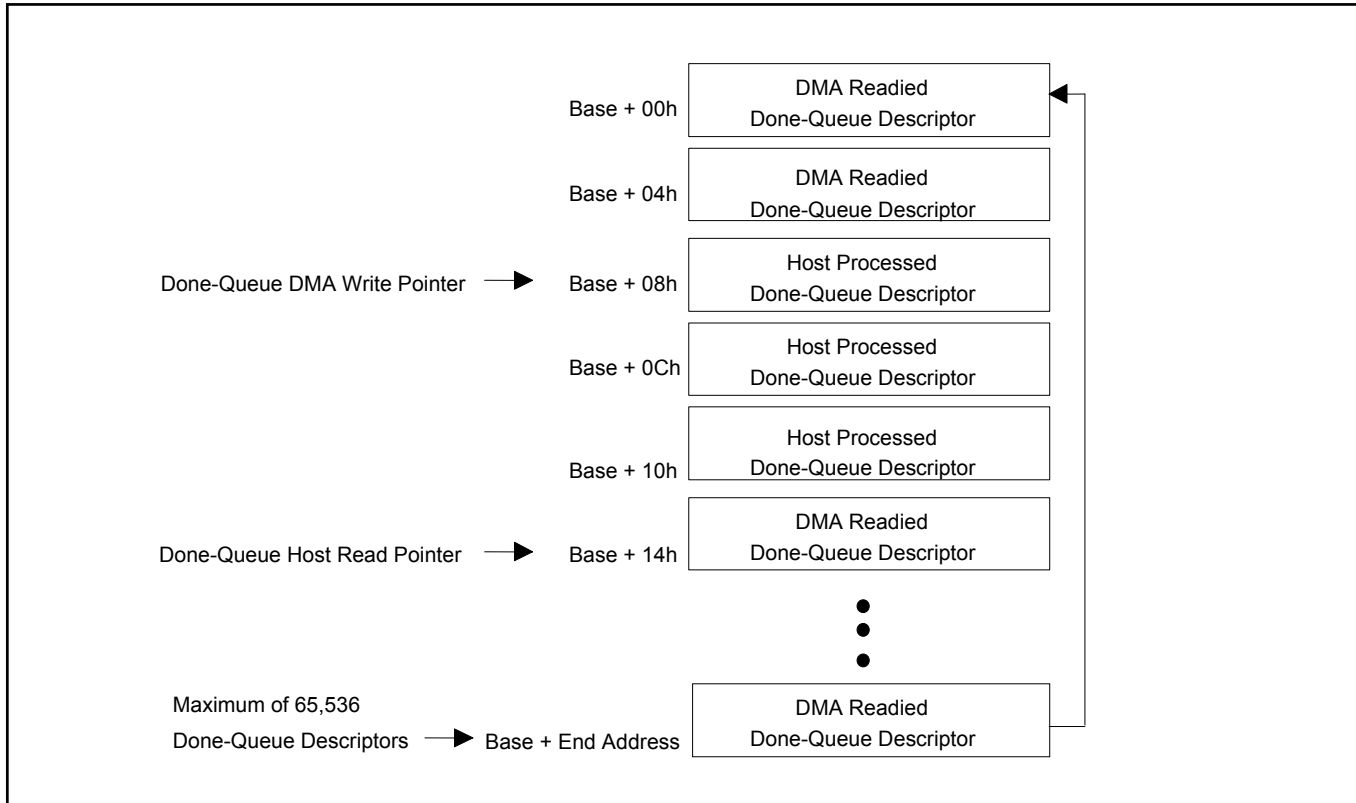 DMA Readied
Base + 00h
Done-Queue Descriptor
DMA Readied
Base + 04h
Done-Queue Descriptor
Host Processed
Done-Queue DMA Write Pointer
Base + 08h
Done-Queue Descriptor
Host Processed
Base + 0Ch
Done-Queue Descriptor
Host Processed
Base + 10h
Done-Queue Descriptor
DMA Readied
Done-Queue Host Read Pointer
Base + 14h
Done-Queue Descriptor
Maximum of 65,536
Done-Queue Descriptors
Base + End Address
DMA Readied
Done-Queue Descriptor